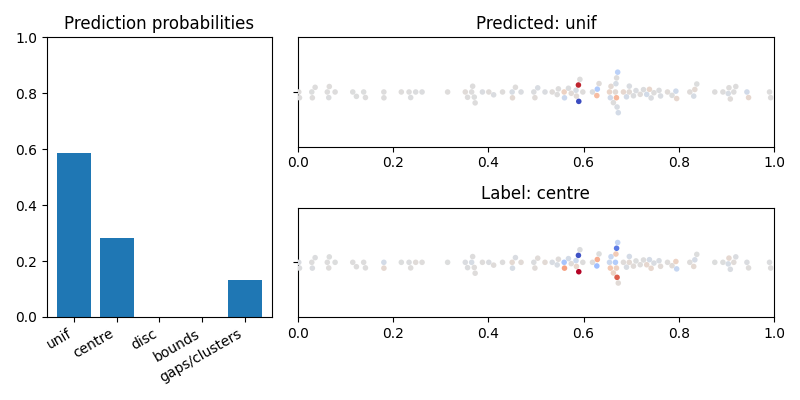 Prediction probabilities
1.0
0.8
0.6
0.4
0.2
0.0
unif
centre
disc
bounds
gaps/clusters
Predicted: unif
0.0 0.2 0.4 0.6 0.8 1.0
Label: centre
0.0 0.2 0.4 0.6 0.8 1.0